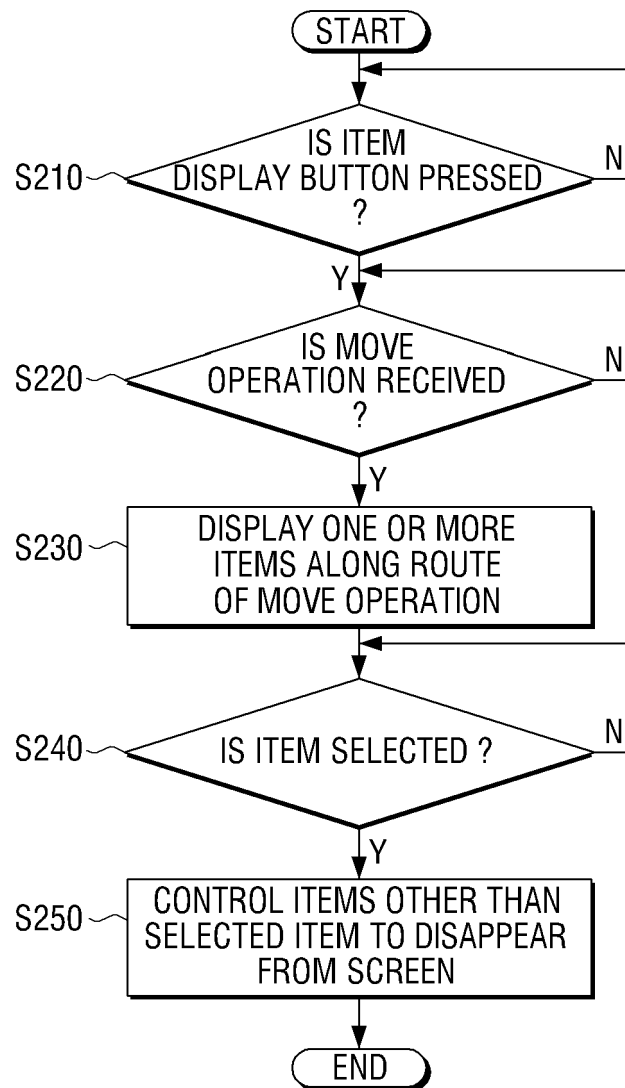 START
IS ITEM
DISPLAY BUTTON PRESSED
?
S210
N
Y
IS MOVE
OPERATION RECEIVED
?
S220
N
Y
DISPLAY ONE OR MORE
ITEMS ALONG ROUTE
OF MOVE OPERATION
S230
IS ITEM SELECTED ?
S240
N
Y
CONTROL ITEMS OTHER THAN
SELECTED ITEM TO DISAPPEAR
FROM SCREEN
S250
END